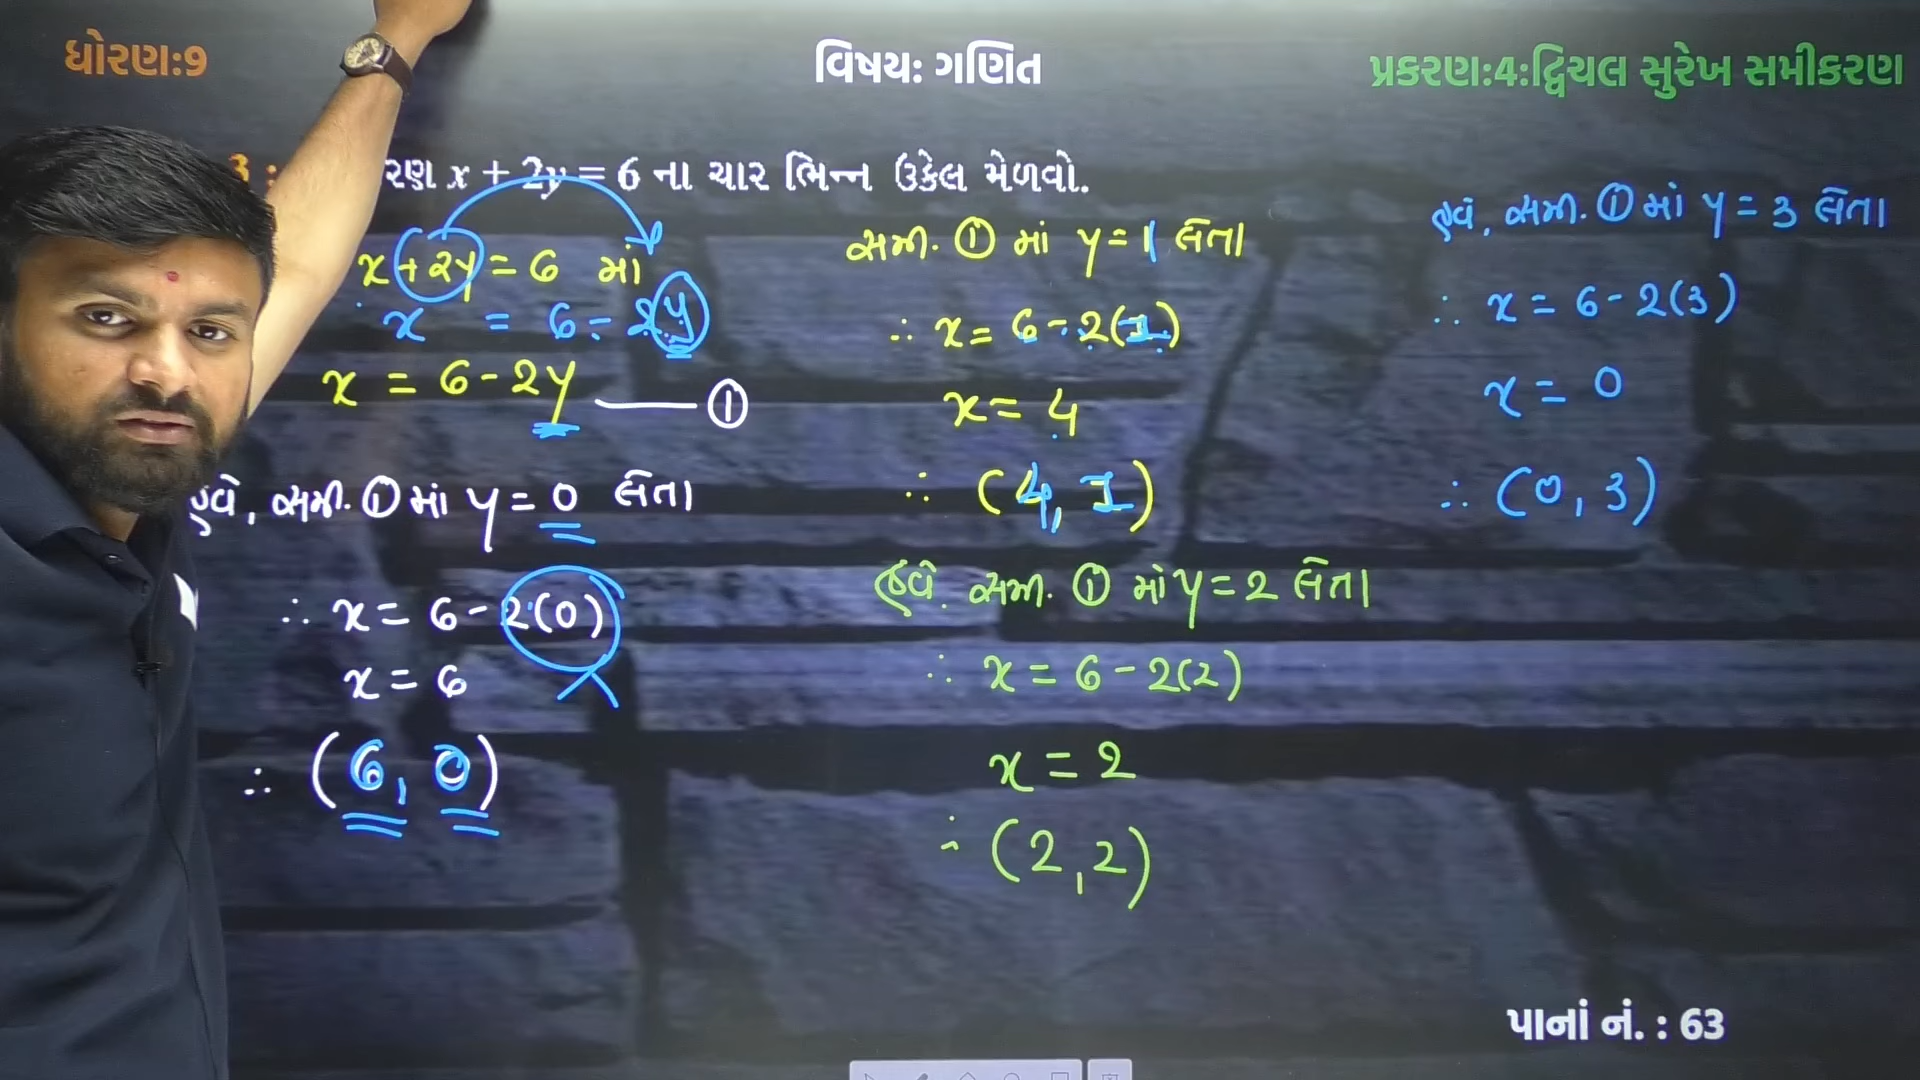 ધોરણ:9
વિષય: ગણિત
પ્રકરણ:4:દ્વિચલ સુરેખ સમીકરણ
3 : રણ x + 2y = 6 ના ચાર ભિન્ન ઉકેલ મેળવો.
x + 2y = 6 માં
x = 6 - 2y
x = 6 - 2y —— ①
હવે, સમી. ① માં y = 0 લેતા
∴ x = 6 - 2(0)
x = 6
∴ (6, 0)
સમી. ① માં y = 1 લેતા
∴ x = 6 - 2(1)
x = 4
∴ (4, 1)
હવે, સમી. ① માં y = 2 લેતા
∴ x = 6 - 2(2)
x = 2
∴ (2, 2)
હવે, સમી. ① માં y = 3 લેતા
∴ x = 6 - 2(3)
x = 0
∴ (0, 3)
પાનાં નં. : 63